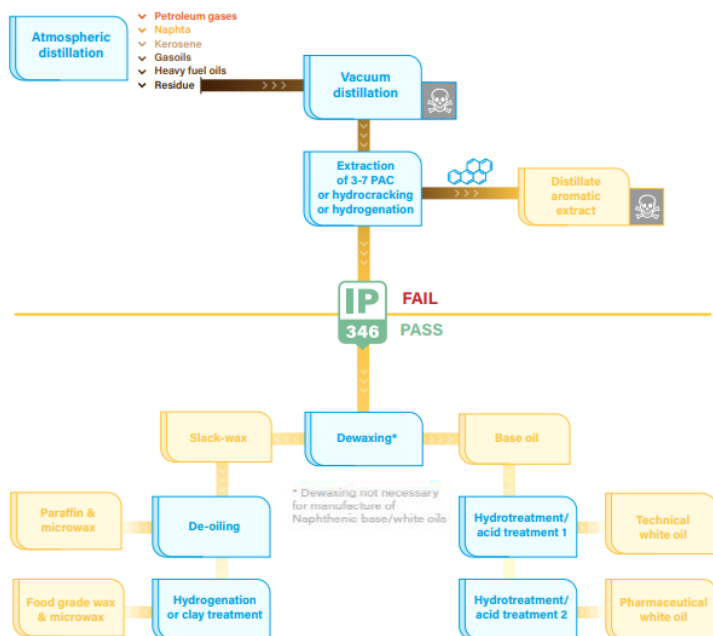 Atmospheric
distillation
Petroleum gases
Naphta
Kerosene
Gasoils
Heavy fuel oils
Residue
Vacuum
distillation
Extraction
of 3-7 PAC
or hydrocracking
or hydrogenation
Distillate
aromatic
extract
IP
346
FAIL
PASS
Slack-wax
Dewaxing*
Base oil
* Dewaxing not necessary
for manufacture of
Naphthenic base/white oils
Paraffin &
microwax
De-oiling
Hydrotreatment/
acid treatment 1
Technical
white oil
Food grade wax
& microwax
Hydrogenation
or clay treatment
Hydrotreatment/
acid treatment 2
Pharmaceutical
white oil